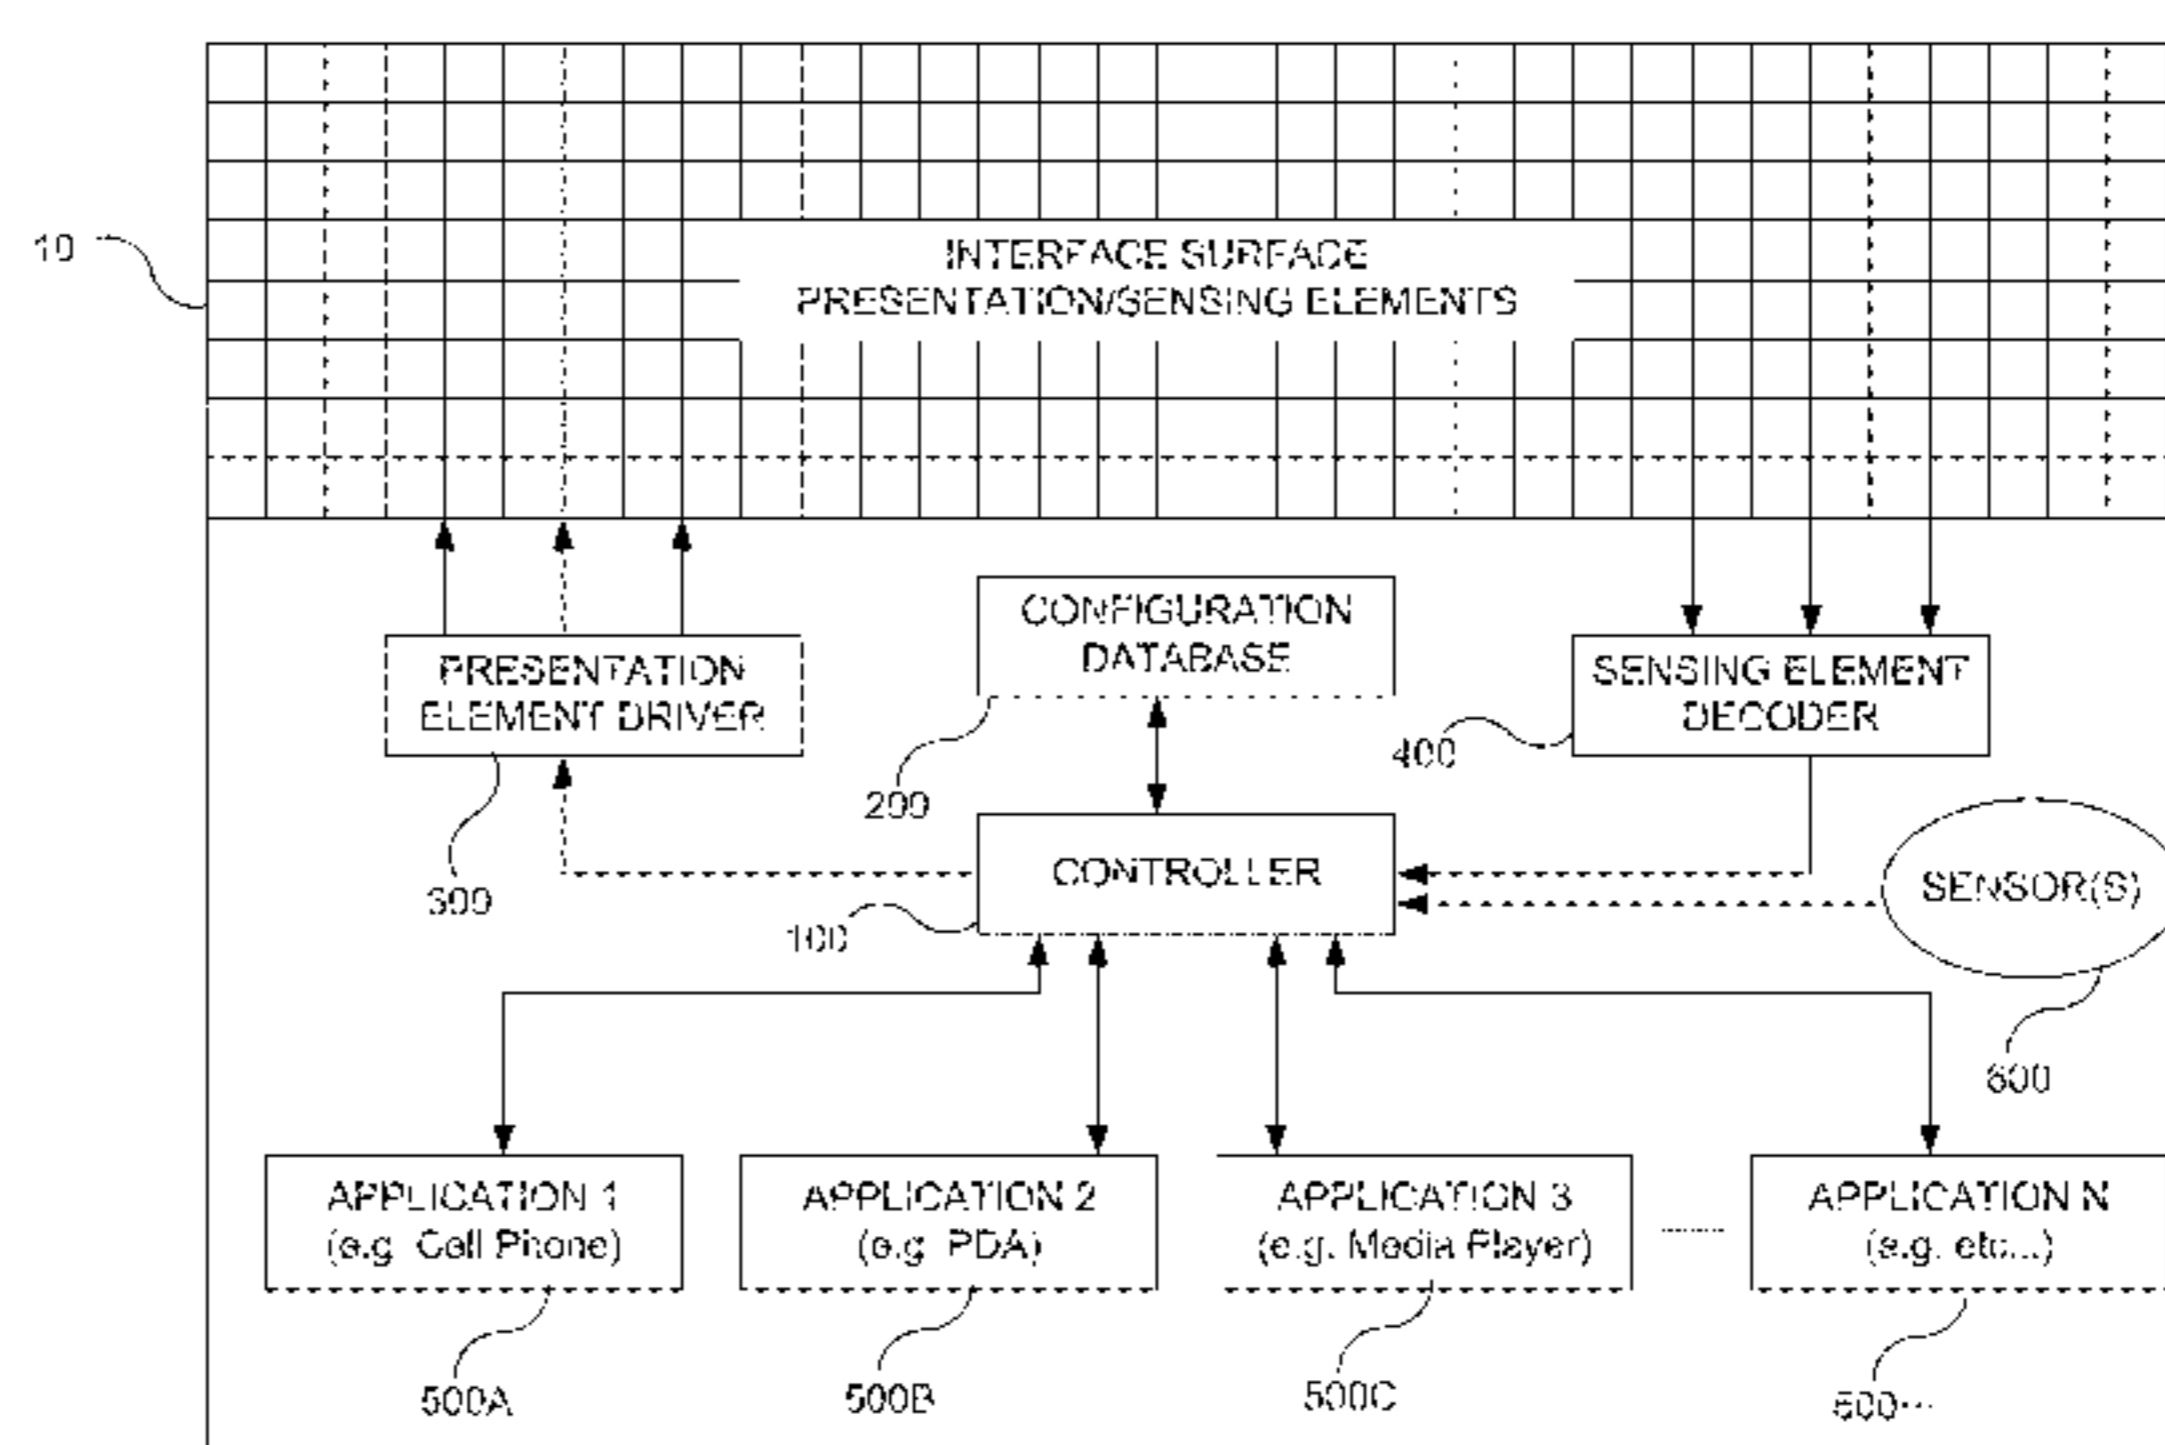 10
INTERFACE SURFACE
PRESENTATION/SENSING ELEMENTS
CONFIGURATION
DATABASE
PRESENTATION
ELEMENT DRIVER
SENSING ELEMENT
DECODER
400
200
CONTROLLER
SENSOR(S)
300
100
600
APPLICATION 1
(e.g. Cell Phone)
APPLICATION 2
(e.g. PDA)
APPLICATION 3
(e.g. Media Player)
........
APPLICATION N
(e.g. etc...)
500A
500B
500C
500...